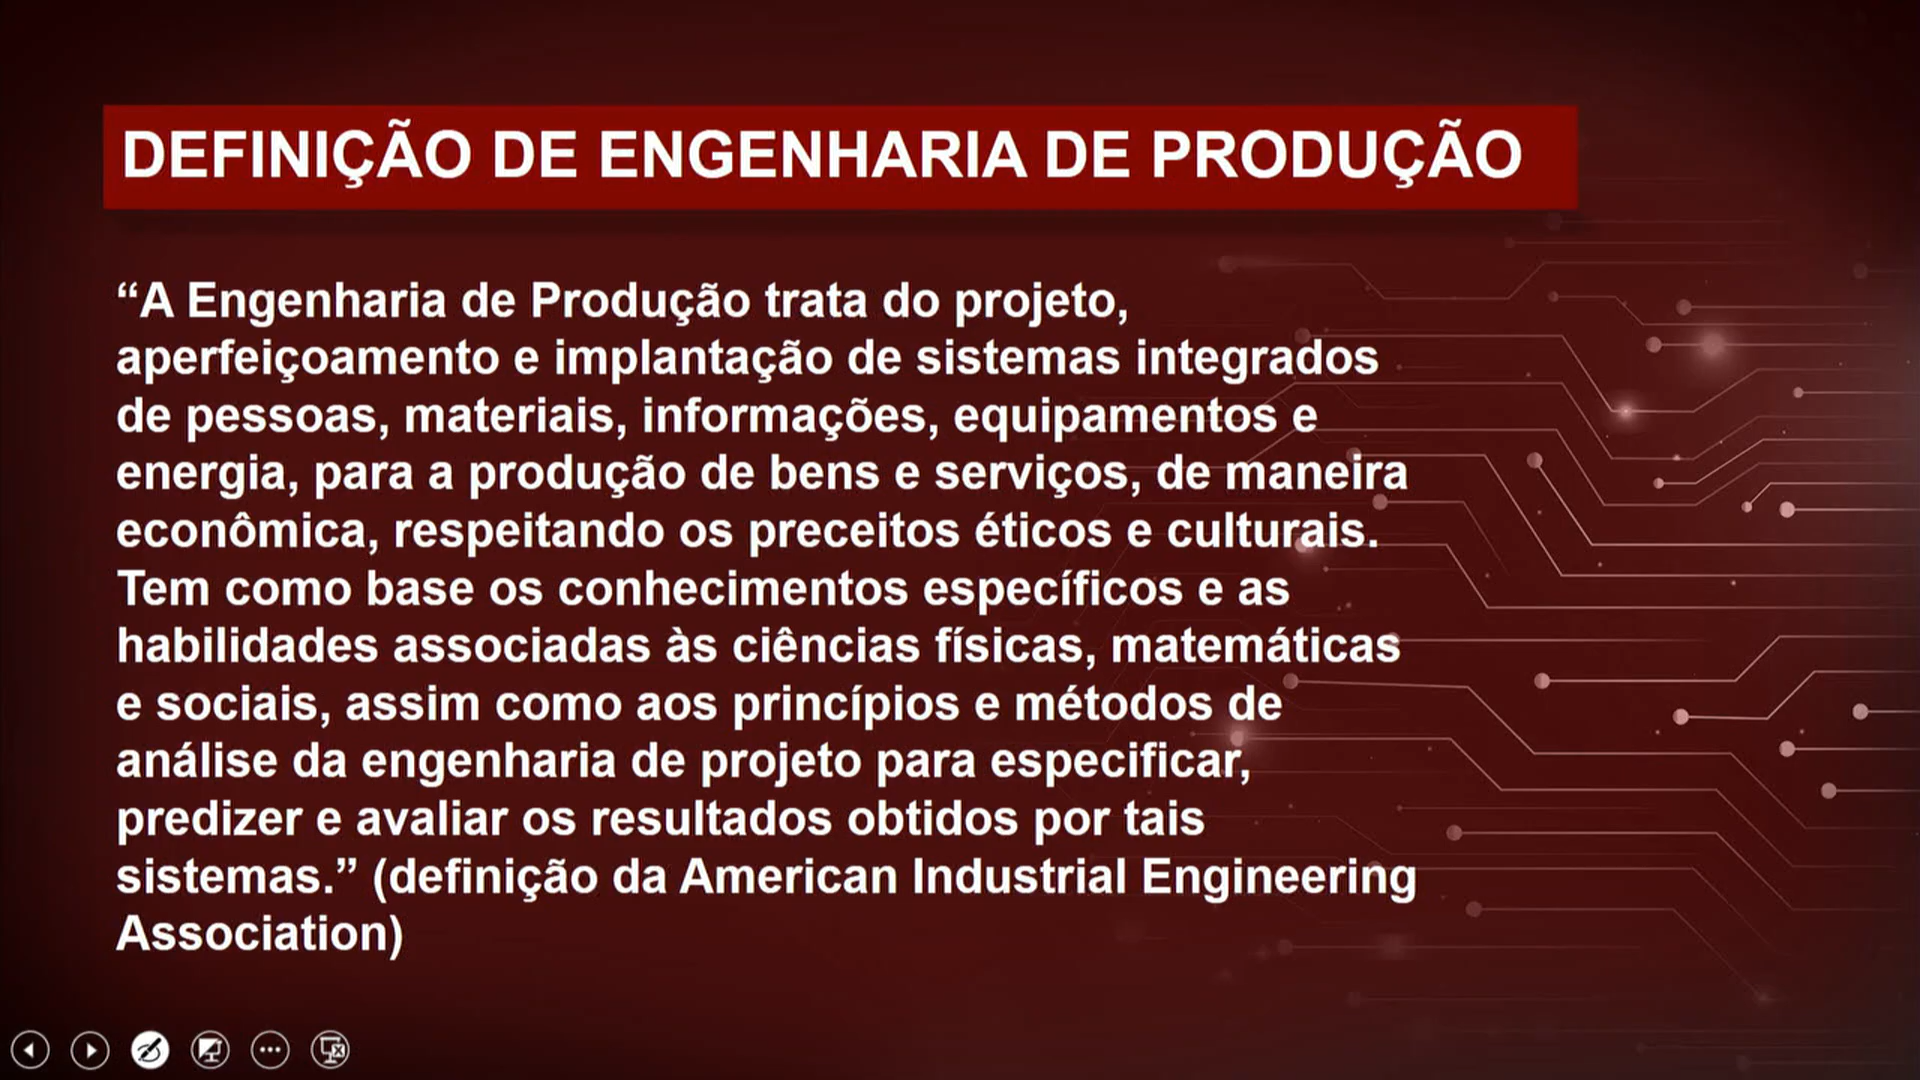 DEFINIÇÃO DE ENGENHARIA DE PRODUÇÃO
“A Engenharia de Produção trata do projeto,
aperfeiçoamento e implantação de sistemas integrados
de pessoas, materiais, informações, equipamentos e
energia, para a produção de bens e serviços, de maneira
econômica, respeitando os preceitos éticos e culturais.
Tem como base os conhecimentos específicos e as
habilidades associadas às ciências físicas, matemáticas
e sociais, assim como aos princípios e métodos de
análise da engenharia de projeto para especificar,
predizer e avaliar os resultados obtidos por tais
sistemas.” (definição da American Industrial Engineering
Association)